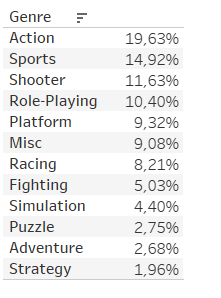 Genre
Action 19,63%
Sports 14,92%
Shooter 11,63%
Role-Playing 10,40%
Platform 9,32%
Misc 9,08%
Racing 8,21%
Fighting 5,03%
Simulation 4,40%
Puzzle 2,75%
Adventure 2,68%
Strategy 1,96%